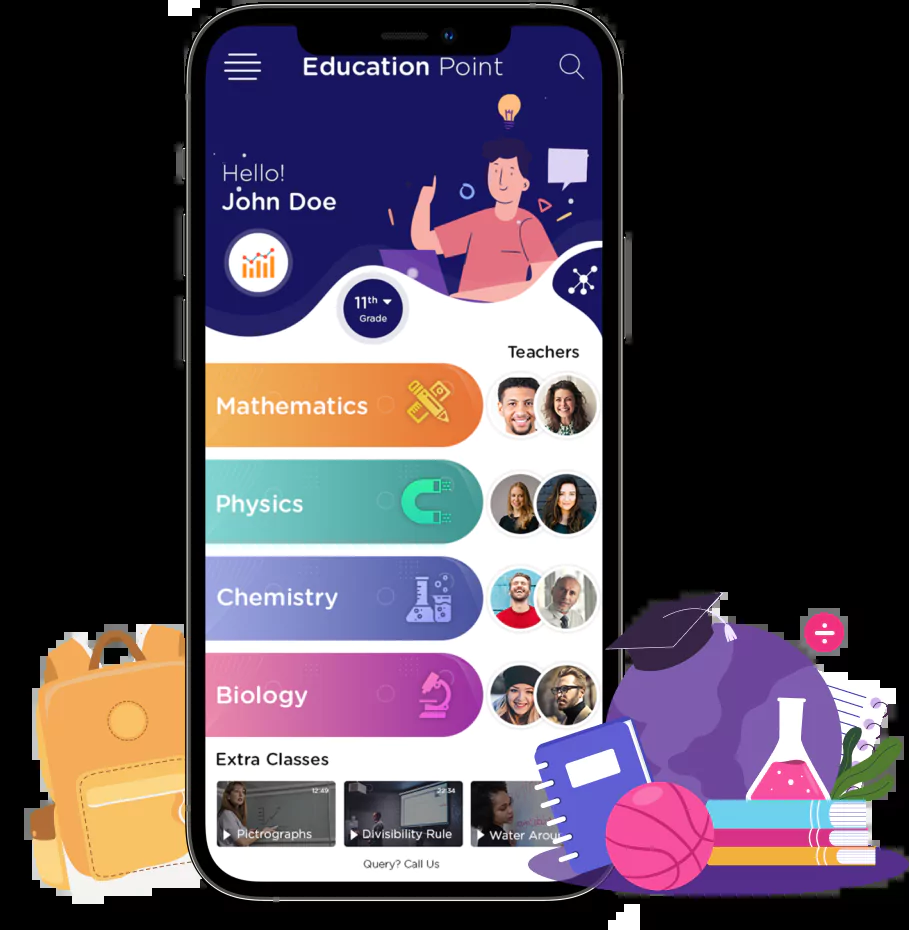 Education Point
Hello!
John Doe
11th
Grade
Teachers
Mathematics
Physics
Chemistry
Biology
Extra Classes
12:49
22:34
Pictrographs
Divisibility Rule
Water Arou
Query? Call Us